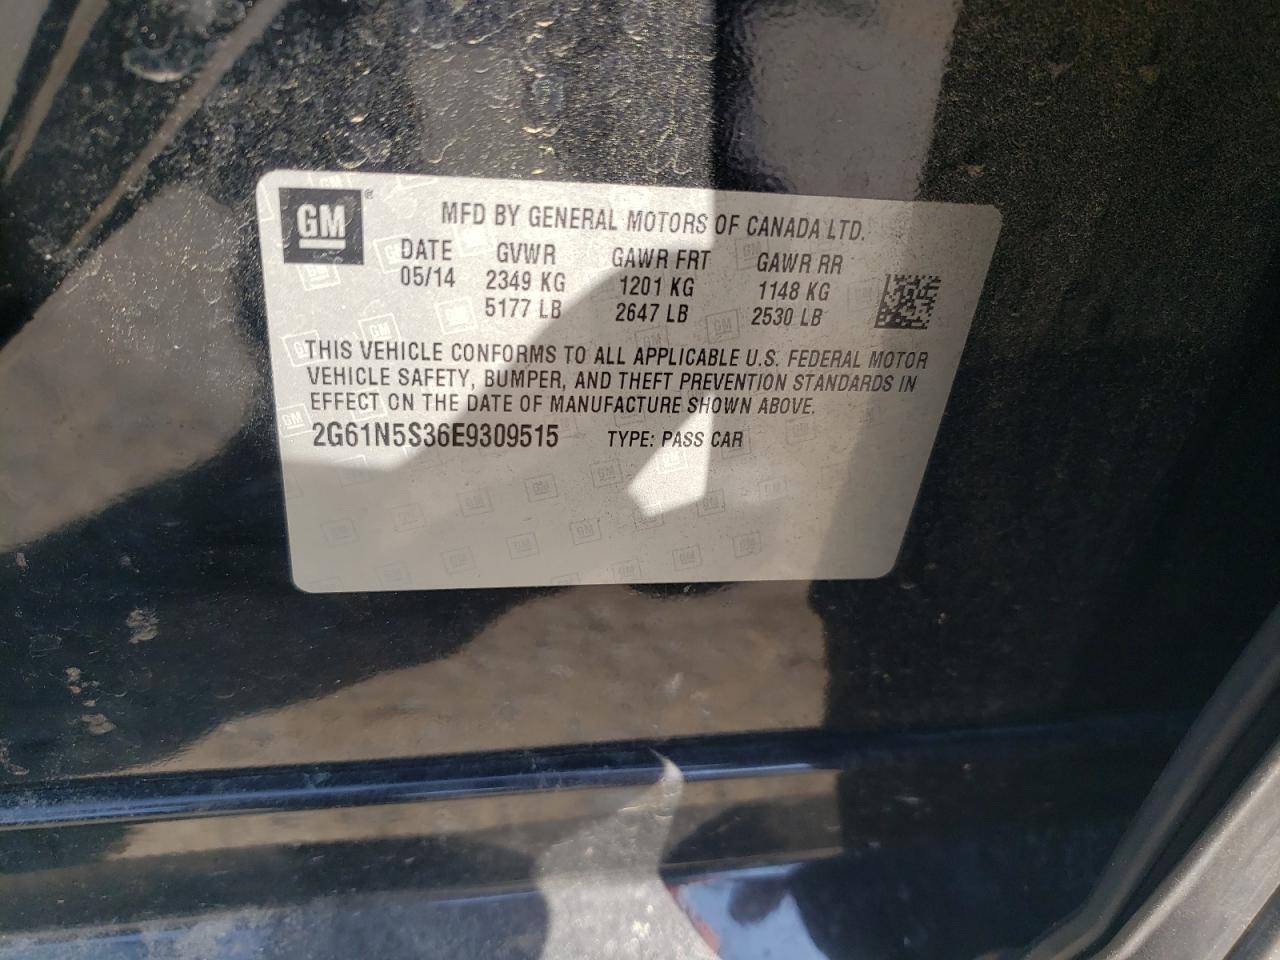 GM ®
MFD BY GENERAL MOTORS OF CANADA LTD.
DATE GVWR GAWR FRT GAWR RR
05/14 2349 KG 1201 KG 1148 KG
5177 LB 2647 LB 2530 LB
THIS VEHICLE CONFORMS TO ALL APPLICABLE U.S. FEDERAL MOTOR
VEHICLE SAFETY, BUMPER, AND THEFT PREVENTION STANDARDS IN
EFFECT ON THE DATE OF MANUFACTURE SHOWN ABOVE.
2G61N5S36E9309515 TYPE: PASS CAR